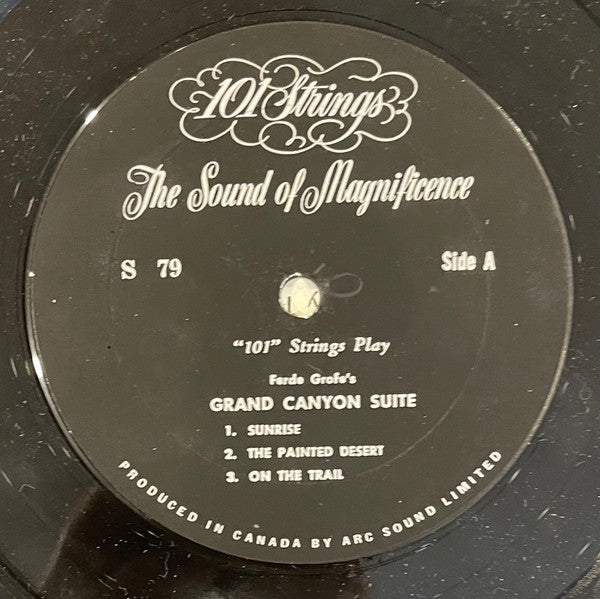 101 Strings
The Sound of Magnificence
S 79
Side A
"101" Strings Play
Ferde Grofe's
GRAND CANYON SUITE
1. SUNRISE
2. THE PAINTED DESERT
3. ON THE TRAIL
PRODUCED IN CANADA BY ARC SOUND LIMITED